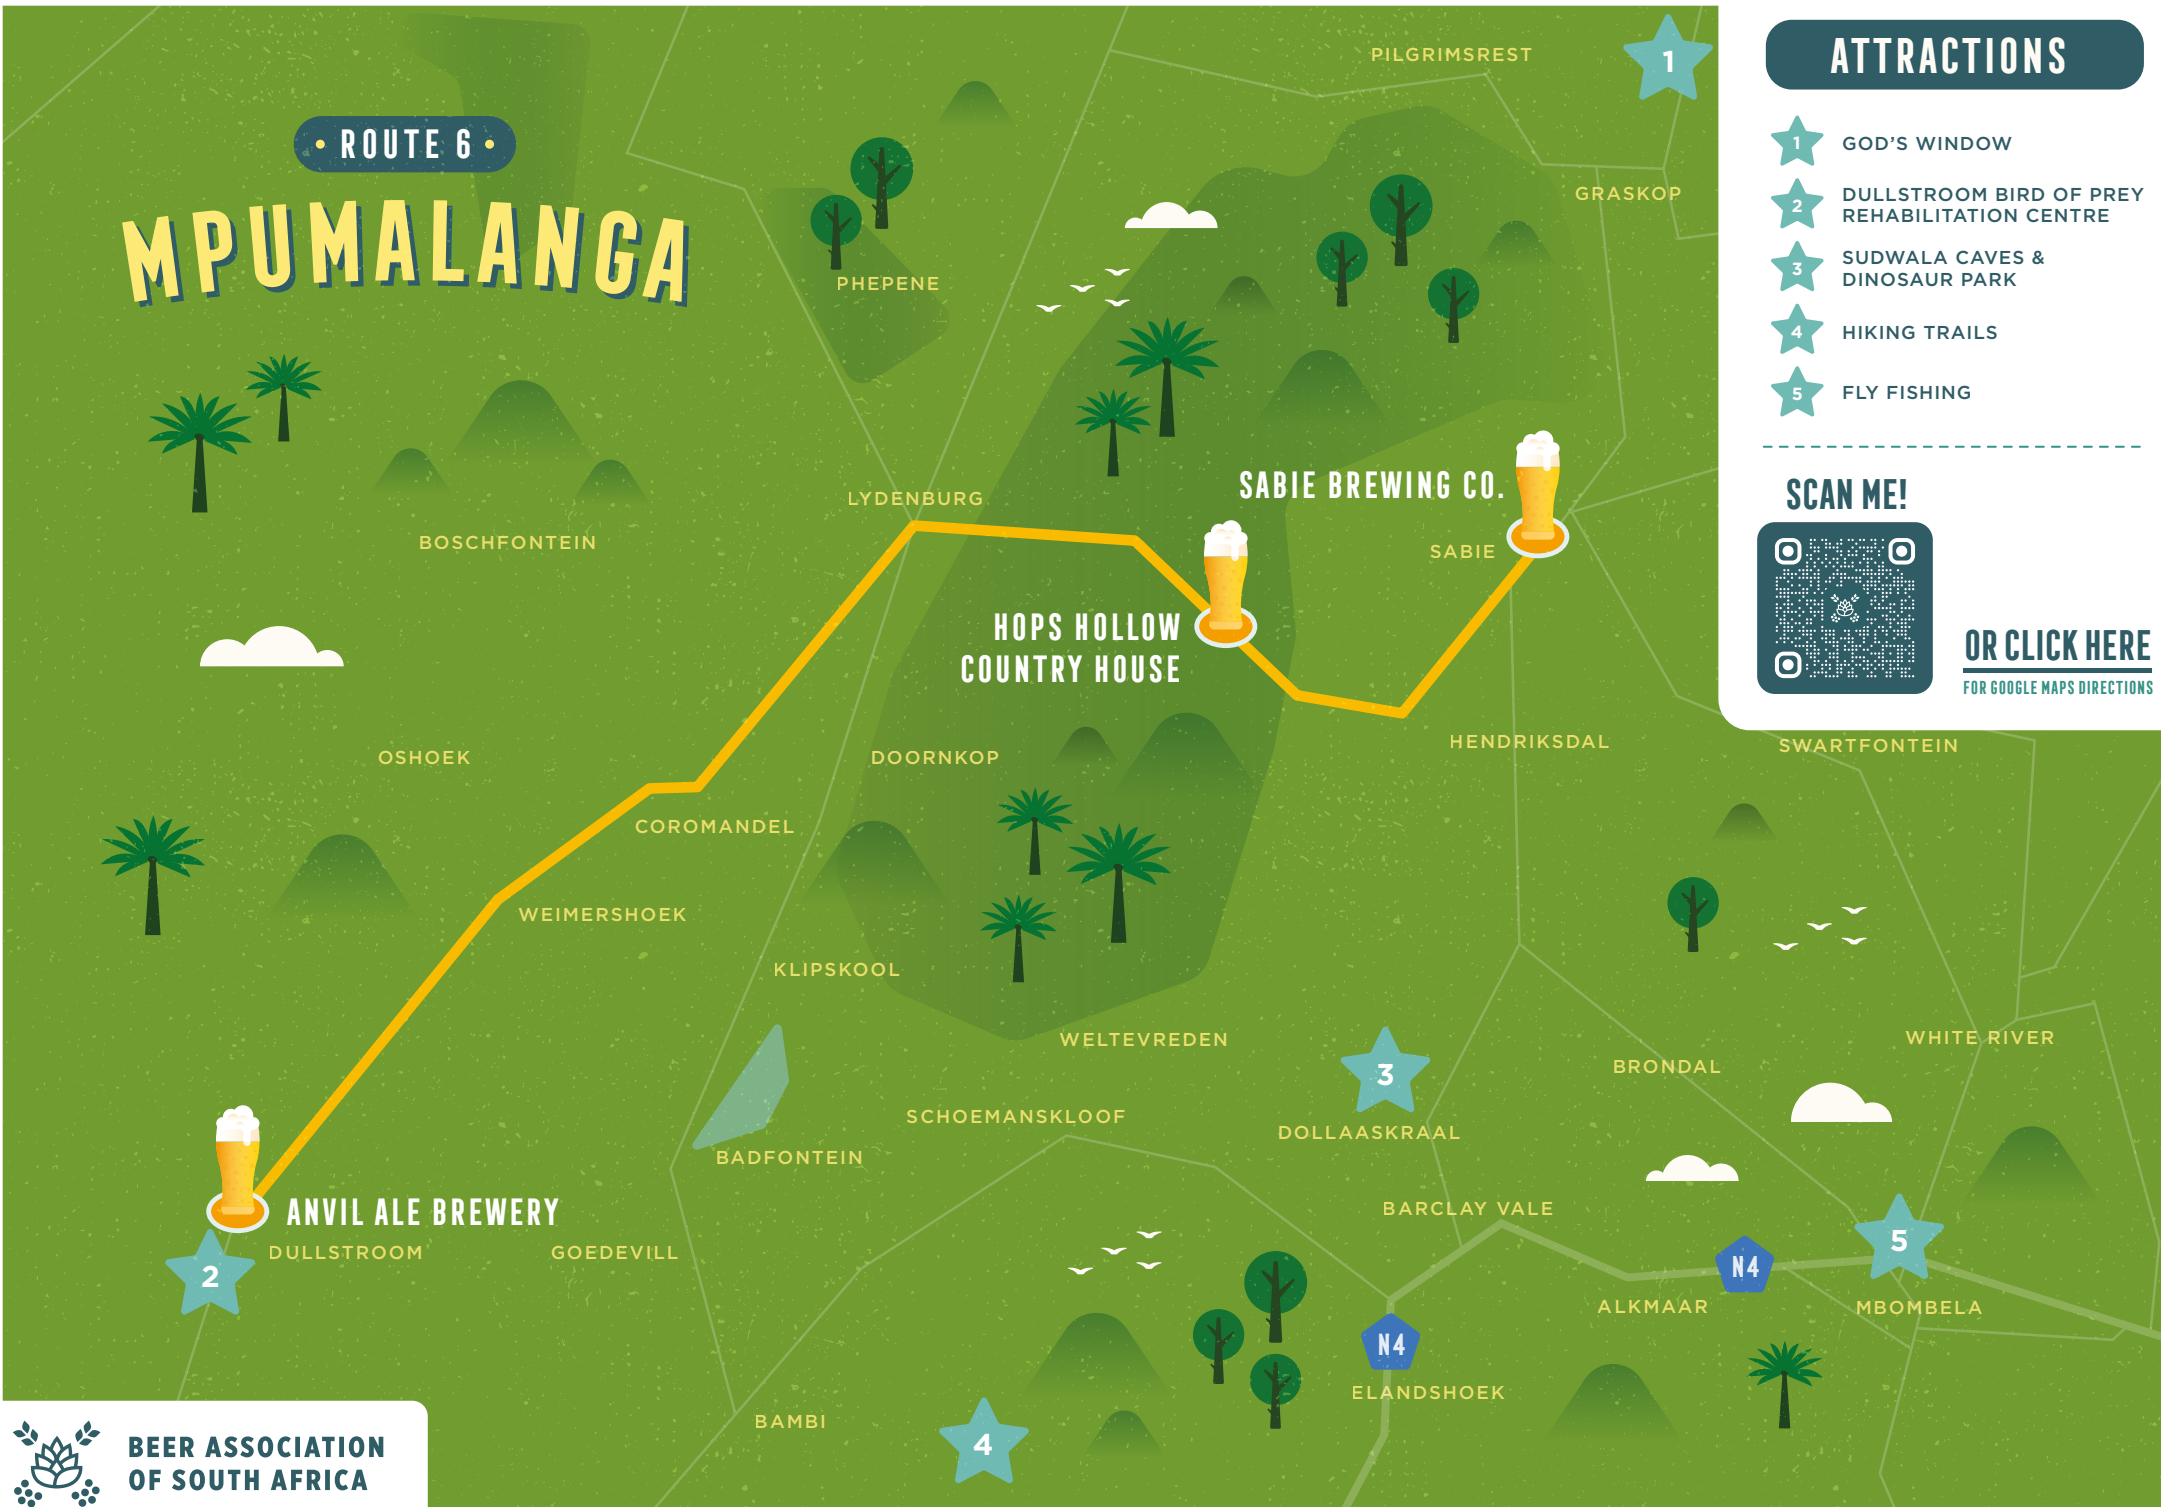 ROUTE 6
MPUMALANGA
PILGRIMSREST
1
GRASKOP
PHEPENE
LYDENBURG
BOSCHFONTEIN
SABIE BREWING CO.
SABIE
HOPS HOLLOW
COUNTRY HOUSE
OSHOEK
DOORNKOP
HENDRIKSDAL
SWARTFONTEIN
COROMANDEL
WEIMERSHOEK
KLIPSKOOL
WELTEVREDEN
WHITE RIVER
BRONDAL
3
SCHOEMANSKLOOF
DOLLAASKRAAL
BADFONTEIN
ANVIL ALE BREWERY
BARCLAY VALE
DULLSTROOM
GOEDEVILL
2
5
N4
ALKMAAR
MBOMBELA
N4
ELANDSHOEK
BAMBI
4
ATTRACTIONS
1 GOD'S WINDOW
2 DULLSTROOM BIRD OF PREY
REHABILITATION CENTRE
3 SUDWALA CAVES &
DINOSAUR PARK
4 HIKING TRAILS
5 FLY FISHING
SCAN ME!
OR CLICK HERE
FOR GOOGLE MAPS DIRECTIONS
BEER ASSOCIATION
OF SOUTH AFRICA